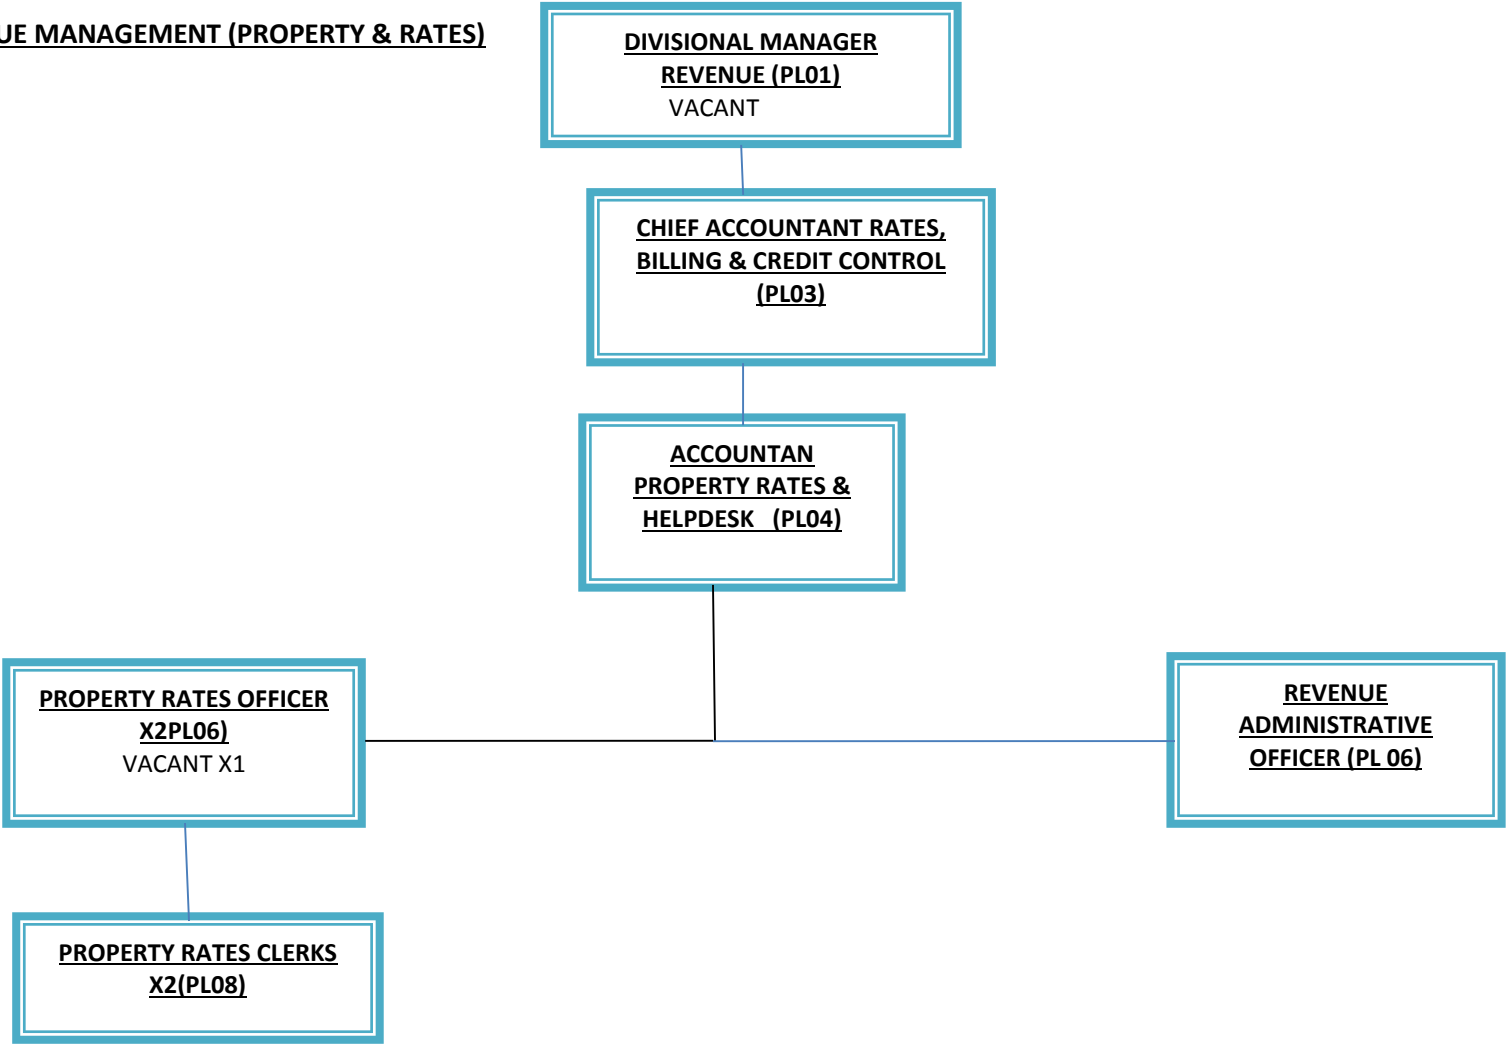 UE MANAGEMENT (PROPERTY & RATES)
DIVISIONAL MANAGER
REVENUE (PL01)
VACANT
CHIEF ACCOUNTANT RATES,
BILLING & CREDIT CONTROL
(PL03)
ACCOUNTAN
PROPERTY RATES &
HELPDESK   (PL04)
PROPERTY RATES OFFICER
X2PL06)
VACANT X1
REVENUE
ADMINISTRATIVE
OFFICER (PL 06)
PROPERTY RATES CLERKS
X2(PL08)